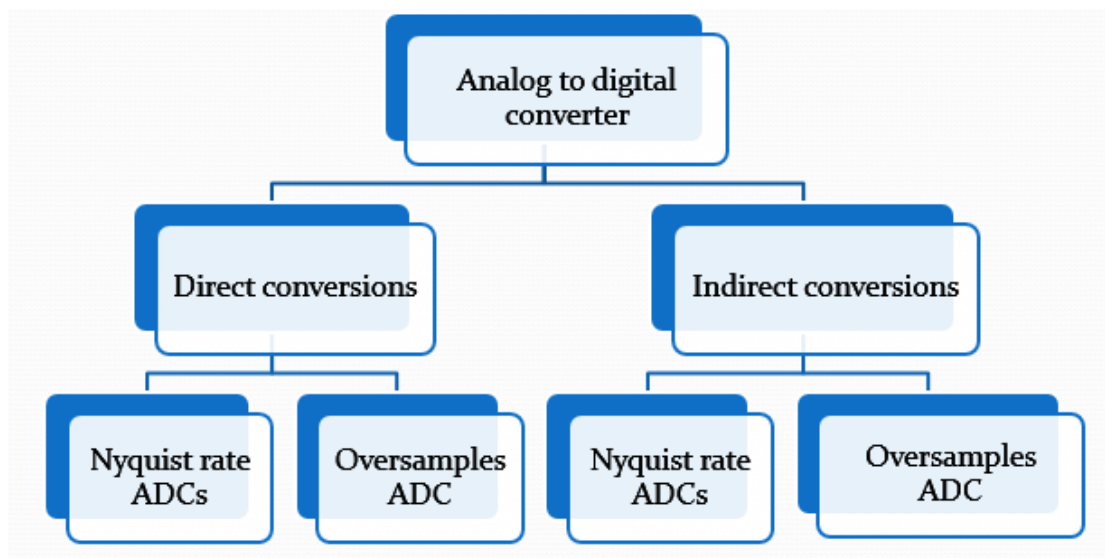 Analog to digital
converter
Direct conversions
Indirect conversions
Nyquist rate
ADCs
Oversamples
ADC
Nyquist rate
ADCs
Oversamples
ADC